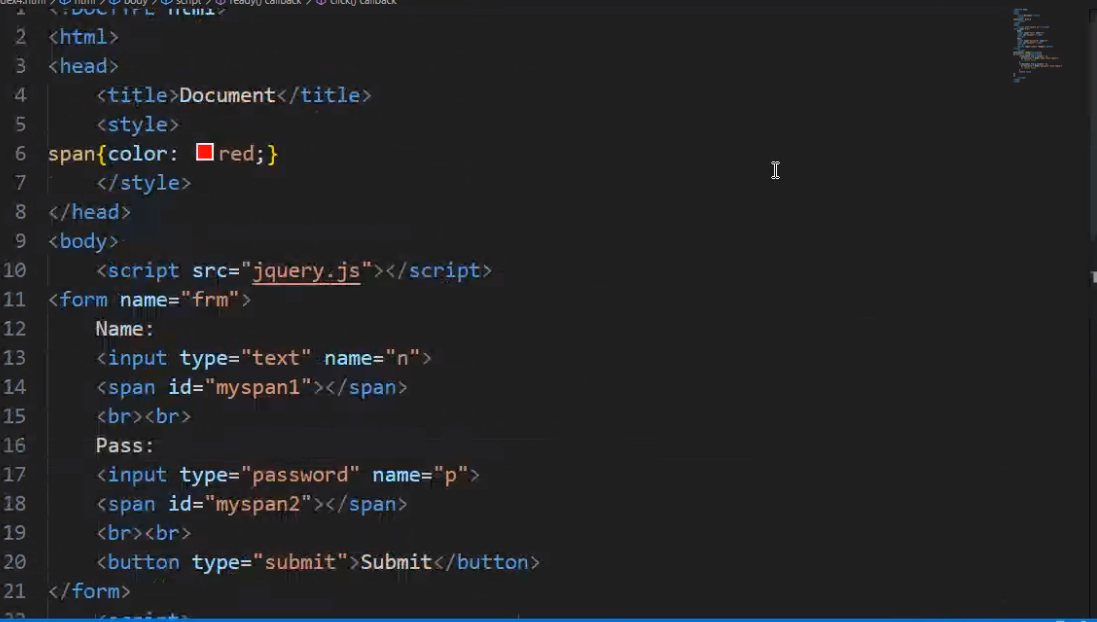 dex4.html > html > body > script > ready() callback > click() callback
1 <!DOCTYPE html>
2 <html>
3 <head>
4 <title>Document</title>
5 <style>
6 span{color: red;}
7 </style>
8 </head>
9 <body>
10 <script src="jquery.js"></script>
11 <form name="frm">
12 Name:
13 <input type="text" name="n">
14 <span id="myspan1"></span>
15 <br><br>
16 Pass:
17 <input type="password" name="p">
18 <span id="myspan2"></span>
19 <br><br>
20 <button type="submit">Submit</button>
21 </form>
22 <script>